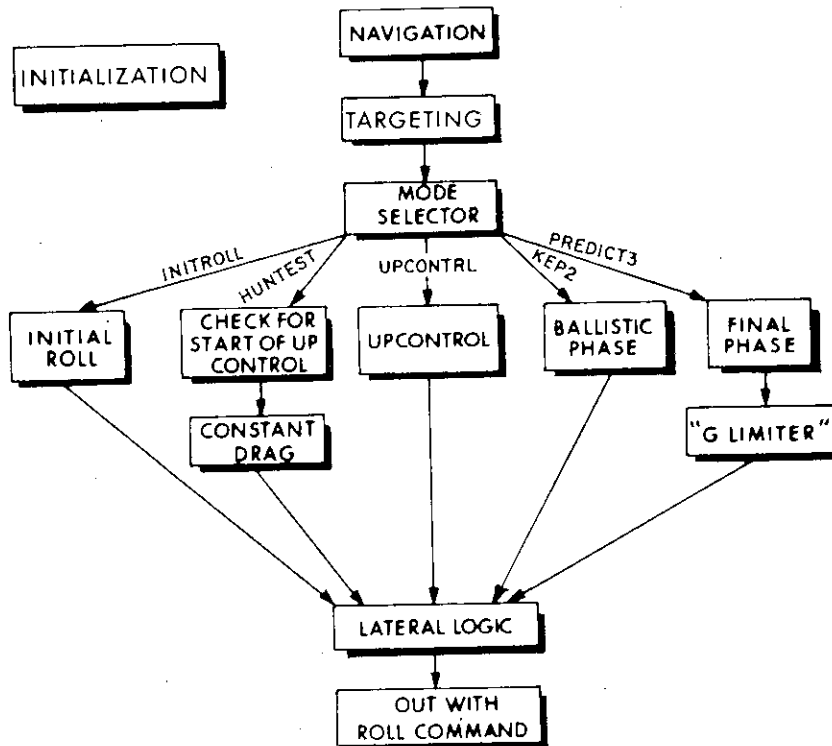 NAVIGATION
INITIALIZATION
TARGETING
MODE
SELECTOR
INITROLL
HUNTEST
UPCONTRL
KEP2
PREDICT3
INITIAL
ROLL
CHECK FOR
START OF UP
CONTROL
UPCONTROL
BALLISTIC
PHASE
FINAL
PHASE
CONSTANT
DRAG
"G LIMITER"
LATERAL LOGIC
OUT WITH
ROLL COMMAND